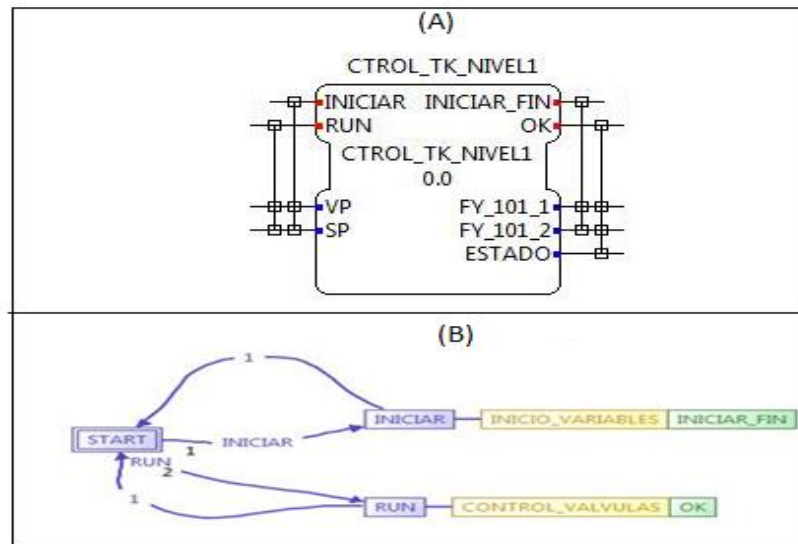 (A)
CTROL_TK_NIVEL1
INICIAR INICIAR_FIN
RUN OK
CTROL_TK_NIVEL1
0.0
VP FY_101_1
SP FY_101_2
ESTADO
(B)
1
START
1
INICIAR
INICIAR INICIO_VARIABLES INICIAR_FIN
RUN
2
1
RUN CONTROL_VALVULAS OK